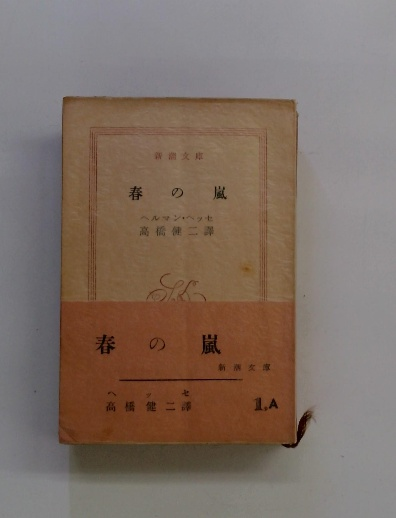 新潮文庫
春の嵐
ヘルマン・ヘッセ
高橋健二譯
春の嵐
新潮文庫
ヘッセ
高橋健二譯
1,A